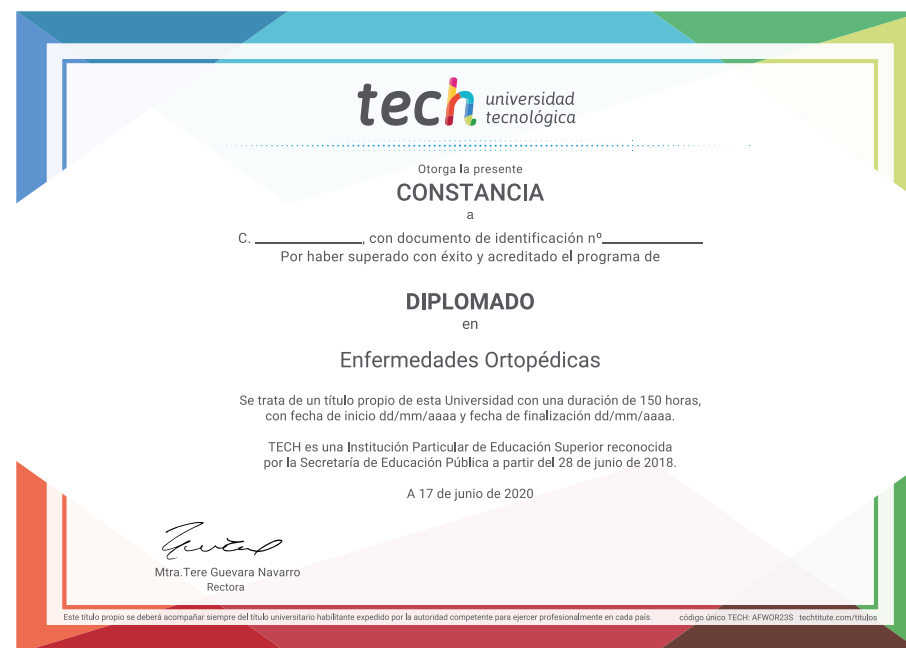 tech universidad
tecnológica
Otorga la presente
CONSTANCIA
a
C. ______________, con documento de identificación nº_____________
Por haber superado con éxito y acreditado el programa de
DIPLOMADO
en
Enfermedades Ortopédicas
Se trata de un título propio de esta Universidad con una duración de 150 horas,
con fecha de inicio dd/mm/aaaa y fecha de finalización dd/mm/aaaa.
TECH es una Institución Particular de Educación Superior reconocida
por la Secretaría de Educación Pública a partir del 28 de junio de 2018.
A 17 de junio de 2020
Mtra.Tere Guevara Navarro
Rectora
Este título propio se deberá acompañar siempre del título universitario habilitante expedido por la autoridad competente para ejercer profesionalmente en cada país. código único TECH: AFWOR23S techtitute.com/titulos